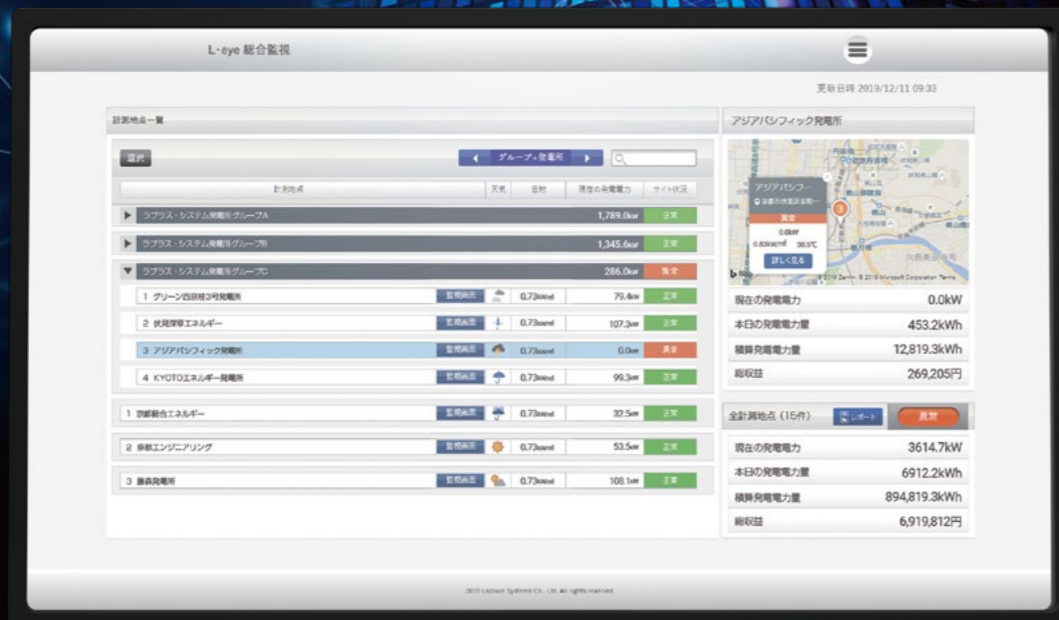 L･eye 総合監視
更新日時 2019/12/11 09:33
計測地点一覧
選択
グループ+発電所
計測地点 天気 日射 現在の発電電力 サイト状況
ラプラス・システム発電所グループA 1,789.0kW 正常
ラプラス・システム発電所グループB 1,345.6kW 正常
ラプラス・システム発電所グループC 286.0kW 異常
1 グリーン西京桂3号発電所 監視画面 0.73kW/㎡ 79.4kW 正常
2 伏見深草エネルギー 監視画面 0.73kW/㎡ 107.3kW 正常
3 アジアパシフィック発電所 監視画面 0.73kW/㎡ 0.0kW 異常
4 KYOTOエネルギー発電所 監視画面 0.73kW/㎡ 99.3kW 正常
1 京都総合エネルギー 監視画面 0.73kW/㎡ 32.5kW 正常
2 京都エンジニアリング 監視画面 0.73kW/㎡ 53.5kW 正常
3 藤森発電所 監視画面 0.73kW/㎡ 108.1kW 正常
アジアパシフィック発電所
アジアパシフ…
異常
0.0kW
0.83kW/㎡ 30.5℃
詳しく見る
3
桃山
現在の発電電力 0.0kW
本日の発電電力量 453.2kWh
積算発電電力量 12,819.3kWh
総収益 269,205円
全計測地点 (15件) レポート 異常
現在の発電電力 3614.7kW
本日の発電電力量 6912.2kWh
積算発電電力量 894,819.3kWh
総収益 6,919,812円
Systems Co., Ltd. All rights reserved.